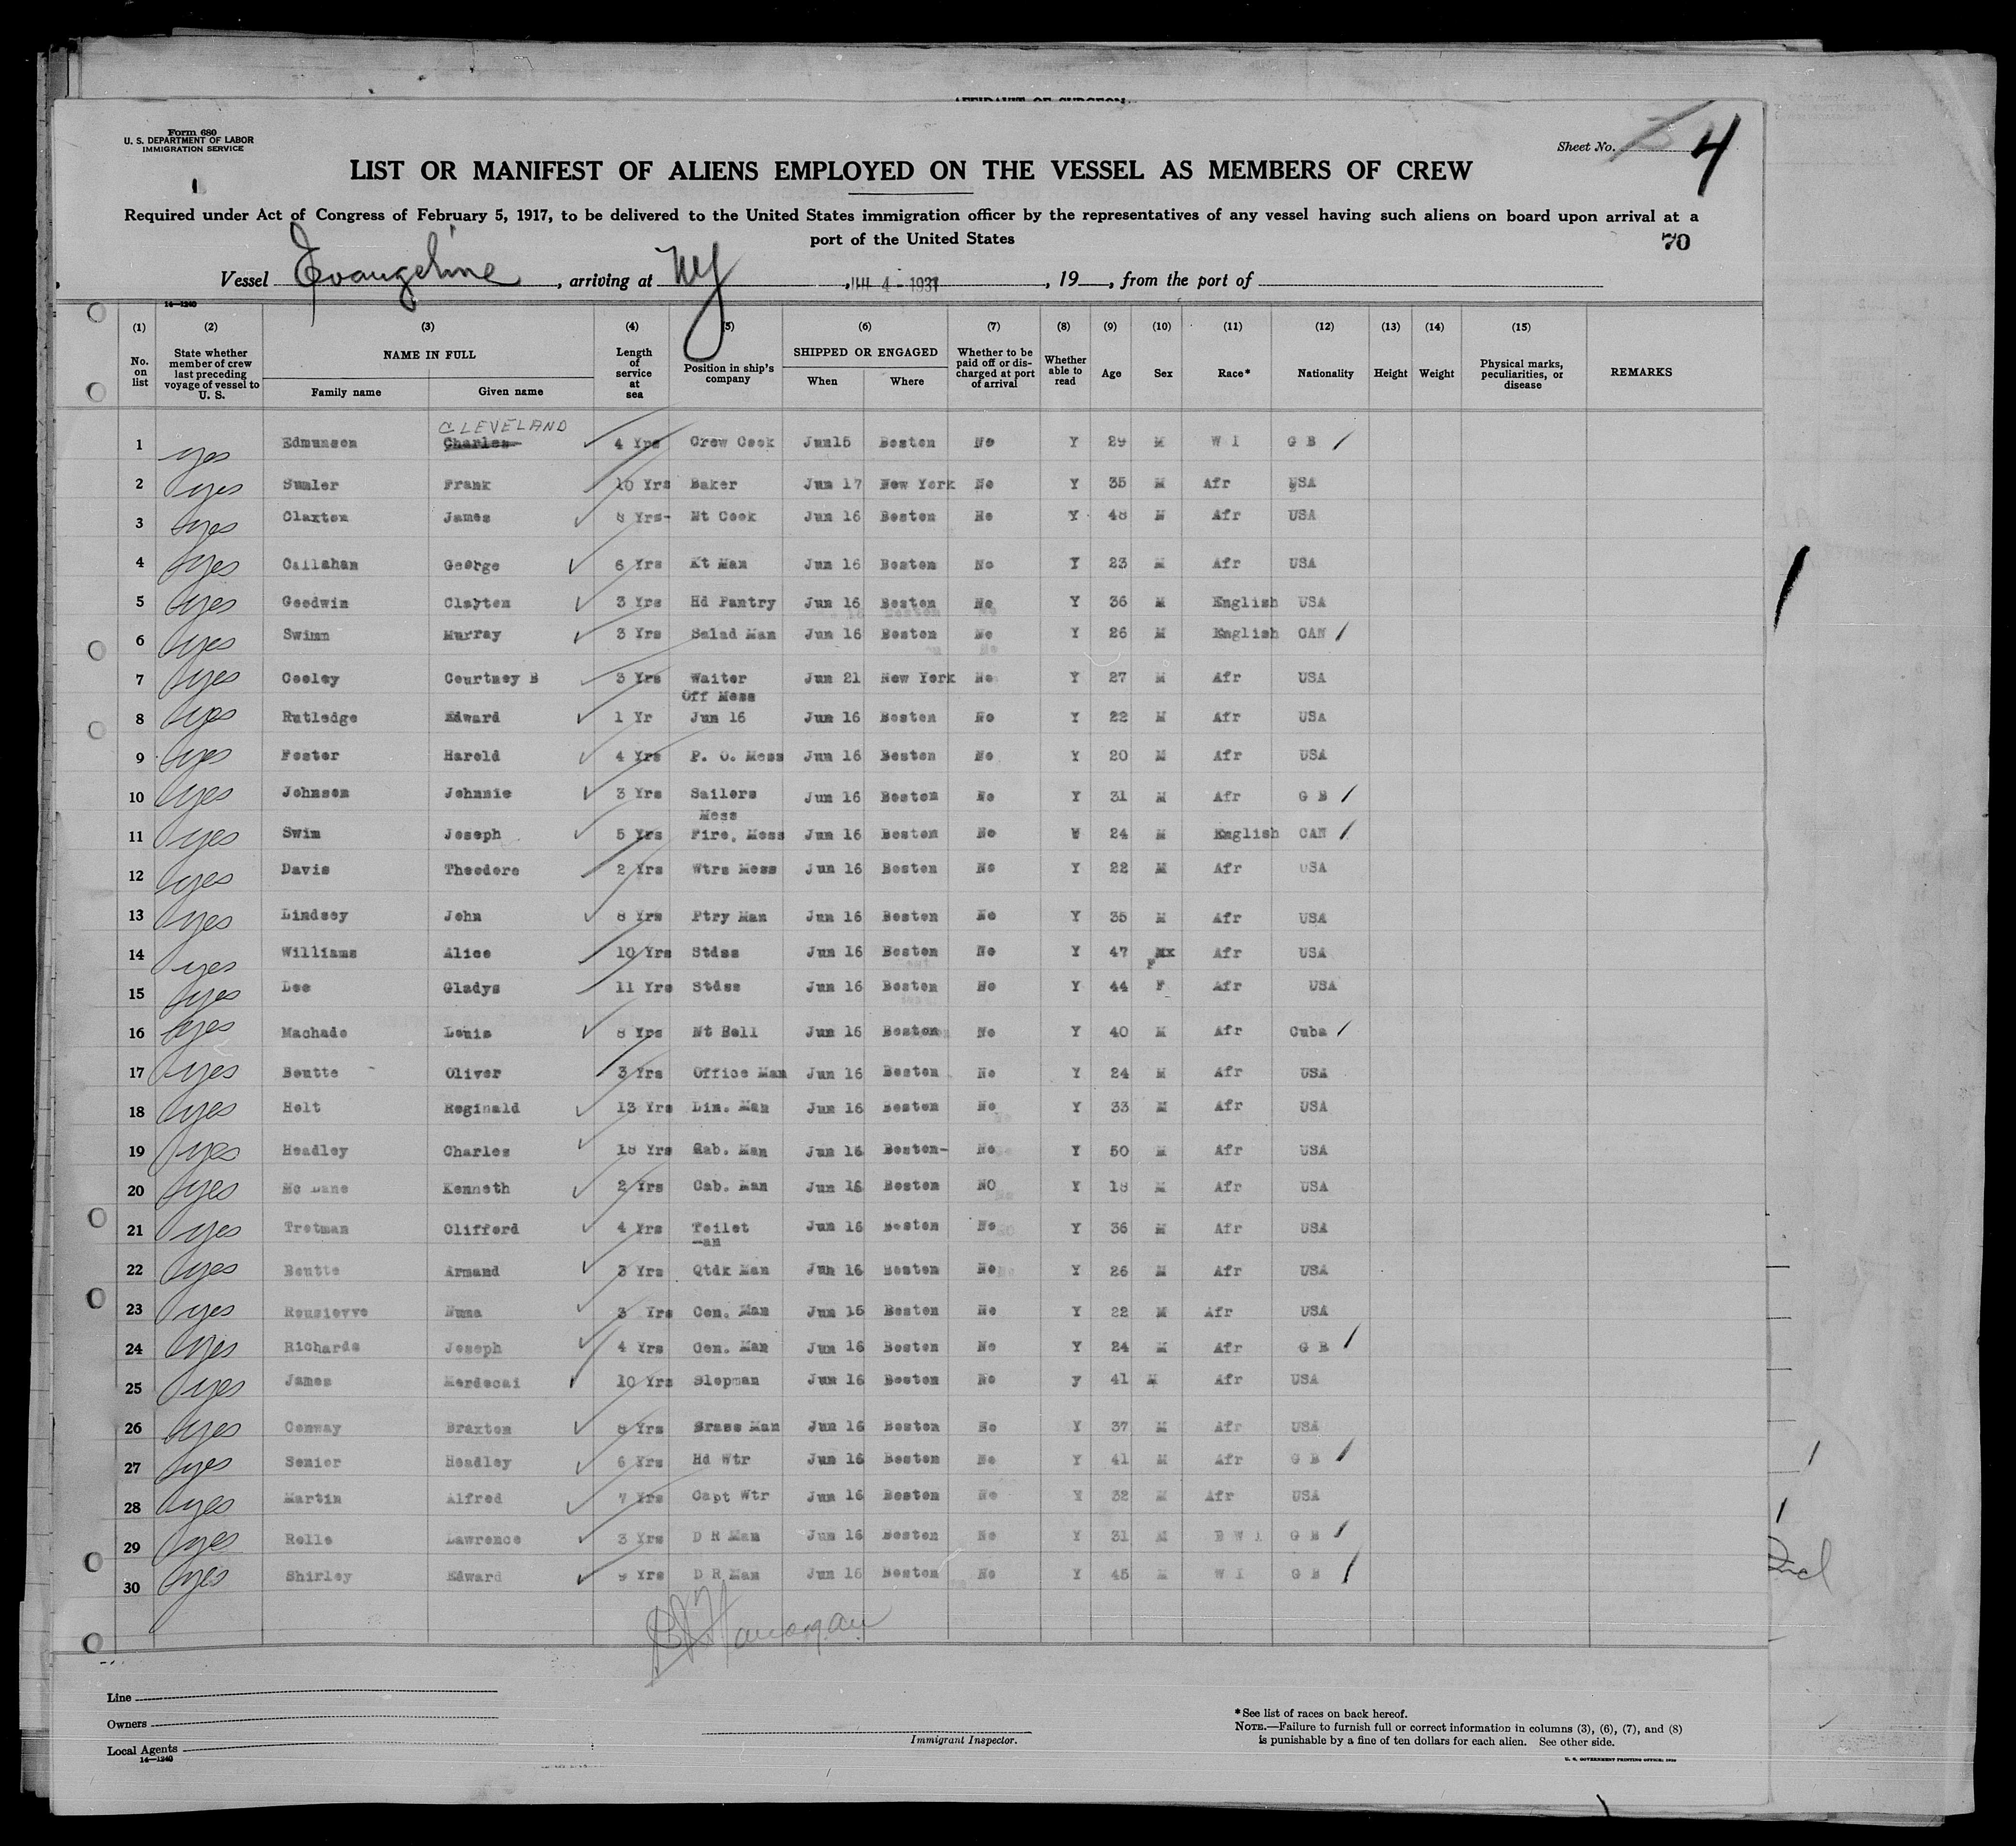 AFFIDAVIT OF SURGEON
Form 680
U. S. DEPARTMENT OF LABOR
IMMIGRATION SERVICE
Sheet No. 4
LIST OR MANIFEST OF ALIENS EMPLOYED ON THE VESSEL AS MEMBERS OF CREW
Required under Act of Congress of February 5, 1917, to be delivered to the United States immigration officer by the representatives of any vessel having such aliens on board upon arrival at a
port of the United States
70
Vessel Evangeline, arriving at NY, JUL 4 - 1931, 19, from the port of
14—1240
(1) (2) (3) (4) (5) (6) (7) (8) (9) (10) (11) (12) (13) (14) (15)
No. on list State whether member of crew last preceding voyage of vessel to U. S. NAME IN FULL Family name Given name Length of service at sea Position in ship's company SHIPPED OR ENGAGED When Where Whether to be paid off or discharged at port of arrival Whether able to read Age Sex Race* Nationality Height Weight Physical marks, peculiarities, or disease REMARKS
CLEVELAND
1 yes Edmunson Charles 4 Yrs Crew Cook Jun15 Boston No Y 29 M W I G B
2 yes Sumler Frank 10 Yrs Baker Jun 17 New York No Y 35 M Afr USA
3 yes Claxton James 8 Yrs- Nt Cook Jun 16 Boston No Y 48 M Afr USA
4 yes Callahan George 6 Yrs Kt Man Jun 16 Boston No Y 23 M Afr USA
5 yes Goodwin Clayton 3 Yrs Hd Pantry Jun 16 Boston No Y 36 M English USA
6 yes Swimn Murray 3 Yrs Salad Man Jun 16 Boston No Y 26 M English CAN
7 yes Cooley Courtney B 3 Yrs Waiter Jun 21 New York No Y 27 M Afr USA
Off Mess
8 yes Rutledge Edward 1 Yr Jun 16 Jun 16 Boston No Y 22 M Afr USA
9 yes Foster Harold 4 Yrs P. O. Mess Jun 16 Boston No Y 20 M Afr USA
10 yes Johnson Johnnie 3 Yrs Sailors Jun 16 Boston No Y 31 M Afr G B
Mess
11 yes Swim Joseph 5 Yrs Fire, Mess Jun 16 Boston No 24 M English CAN
12 yes Davis Theodore 2 Yrs Wtrs Mess Jun 16 Boston No Y 22 M Afr USA
13 yes Lindsey John 8 Yrs Ptry Man Jun 16 Boston No Y 35 M Afr USA
14 yes Williams Alice 10 Yrs Stdss Jun 16 Boston No Y 47 F Afr USA
15 yes Lee Gladys 11 Yrs Stdss Jun 16 Boston No Y 44 F Afr USA
16 yes Machado Louis 8 Yrs Nt Bell Jun 16 Boston No Y 40 M Afr Cuba
17 yes Boutte Oliver 3 Yrs Office Man Jun 16 Boston No Y 24 M Afr USA
18 yes Holt Reginald 13 Yrs Lin. Man Jun 16 Boston No Y 33 M Afr USA
19 yes Headley Charles 18 Yrs Man Jun 16 Boston- No Y 50 M Afr USA
20 yes Mc Lane Kenneth 2 Yrs Cab. Man Jun 16 Boston NO Y 18 M Afr USA
21 yes Trotman Clifford 4 Yrs Toilet Jun 16 Boston No Y 36 M Afr USA
Man
22 yes Boutte Armand 3 Yrs Qtdk Man Jun 16 Boston No Y 26 M Afr USA
23 yes Rousievve Numa 3 Yrs Gen. Man Jun 16 Boston No Y 22 M Afr USA
24 yes Richards Joseph 4 Yrs Gen. Man Jun 16 Boston No Y 24 M Afr G B
25 yes James Mordecai 10 Yrs Slopman Jun 16 Boston No y 41 M Afr USA
26 yes Conway Braxton 8 Yrs Brass Man Jun 16 Boston No Y 37 M Afr USA
27 yes Senior Headley 6 Yrs Hd Wtr Jun 16 Boston No Y 41 M Afr G B
28 yes Martin Alfred 7 Yrs Capt Wtr Jun 16 Boston No Y 32 M Afr USA
29 yes Rolle Lawrence 3 Yrs D R Man Jun 16 Boston No Y 31 M B W I G B
30 yes Shirley Edward 9 Yrs D R Man Jun 16 Boston No Y 45 M W I G B
Line
Owners
Local Agents
14—1240
Immigrant Inspector.
*See list of races on back hereof.
NOTE.—Failure to furnish full or correct information in columns (3), (6), (7), and (8)
is punishable by a fine of ten dollars for each alien. See other side.